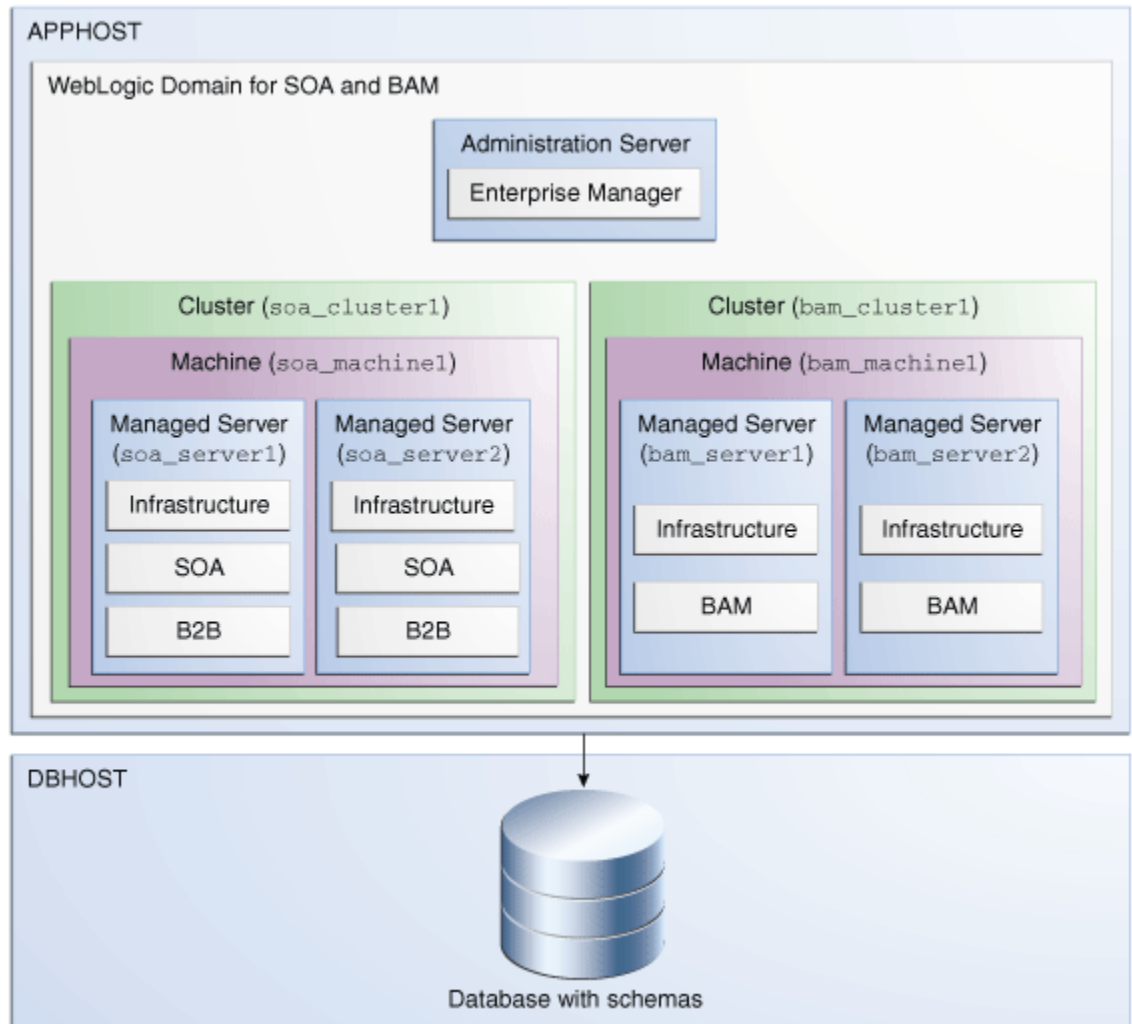 APPHOST
WebLogic Domain for SOA and BAM
Administration Server
Enterprise Manager
Cluster (soa_cluster1)
Machine (soa_machine1)
Managed Server
(soa_server1)
Infrastructure
SOA
B2B
Managed Server
(soa_server2)
Infrastructure
SOA
B2B
Cluster (bam_cluster1)
Machine (bam_machine1)
Managed Server
(bam_server1)
Infrastructure
BAM
Managed Server
(bam_server2)
Infrastructure
BAM
DBHOST
Database with schemas